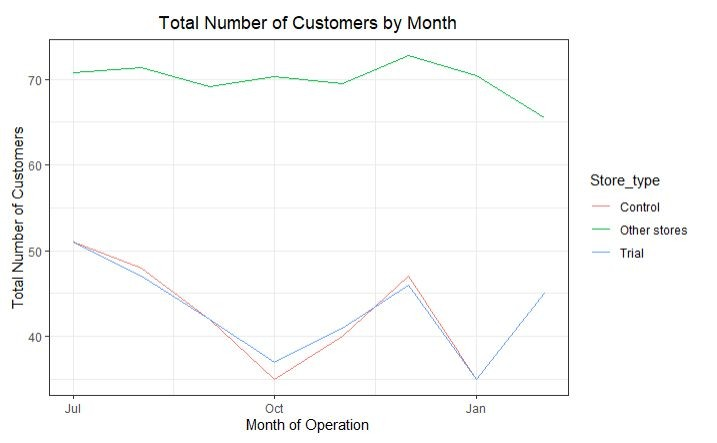 Total Number of Customers by Month
Total Number of Customers
70
60
50
40
Jul
Oct
Jan
Month of Operation
Store_type
Control
Other stores
Trial